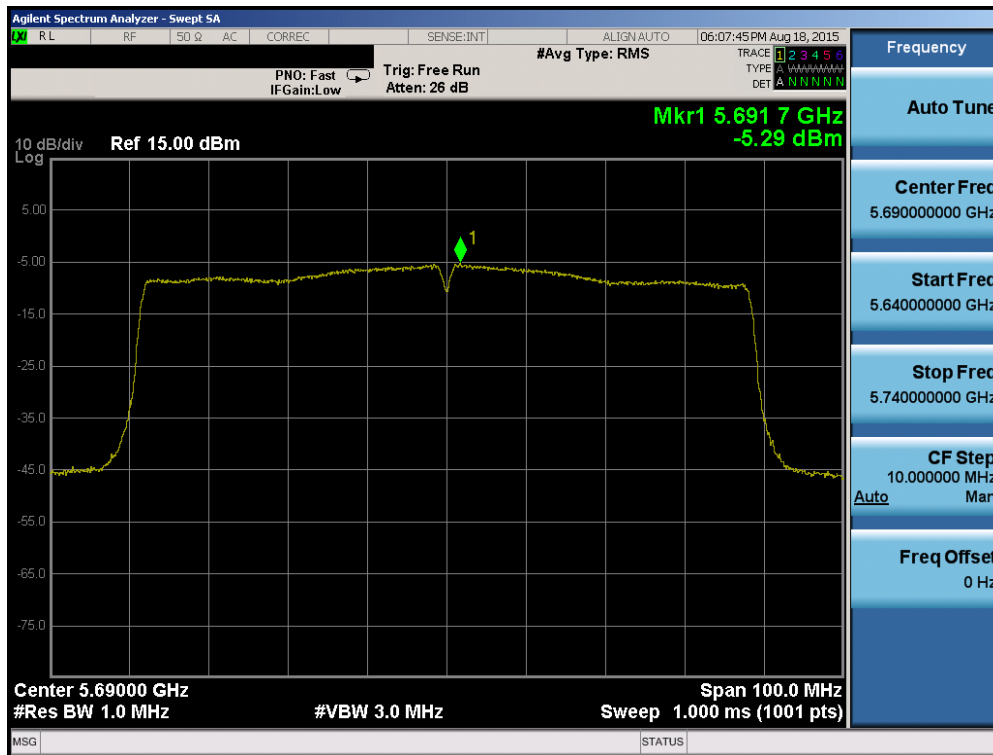 Agilent Spectrum Analyzer - Swept SA
LXI RL RF 50 Ω AC CORREC SENSE:INT ALIGN AUTO 06:07:45 PM Aug 18, 2015
#Avg Type: RMS
TRACE 1 2 3 4 5 6
TYPE A WWWWW
DET A N N N N N
PNO: Fast
IFGain:Low
Trig: Free Run
Atten: 26 dB
Mkr1 5.691 7 GHz
-5.29 dBm
10 dB/div
Log
Ref 15.00 dBm
5.00
-5.00
-15.0
-25.0
-35.0
-45.0
-55.0
-65.0
-75.0
1
Center 5.69000 GHz
Span 100.0 MHz
#Res BW 1.0 MHz
#VBW 3.0 MHz
Sweep 1.000 ms (1001 pts)
MSG
STATUS
Frequency
Auto Tune
Center Freq
5.690000000 GHz
Start Freq
5.640000000 GHz
Stop Freq
5.740000000 GHz
CF Step
10.000000 MHz
Auto Man
Freq Offset
0 Hz